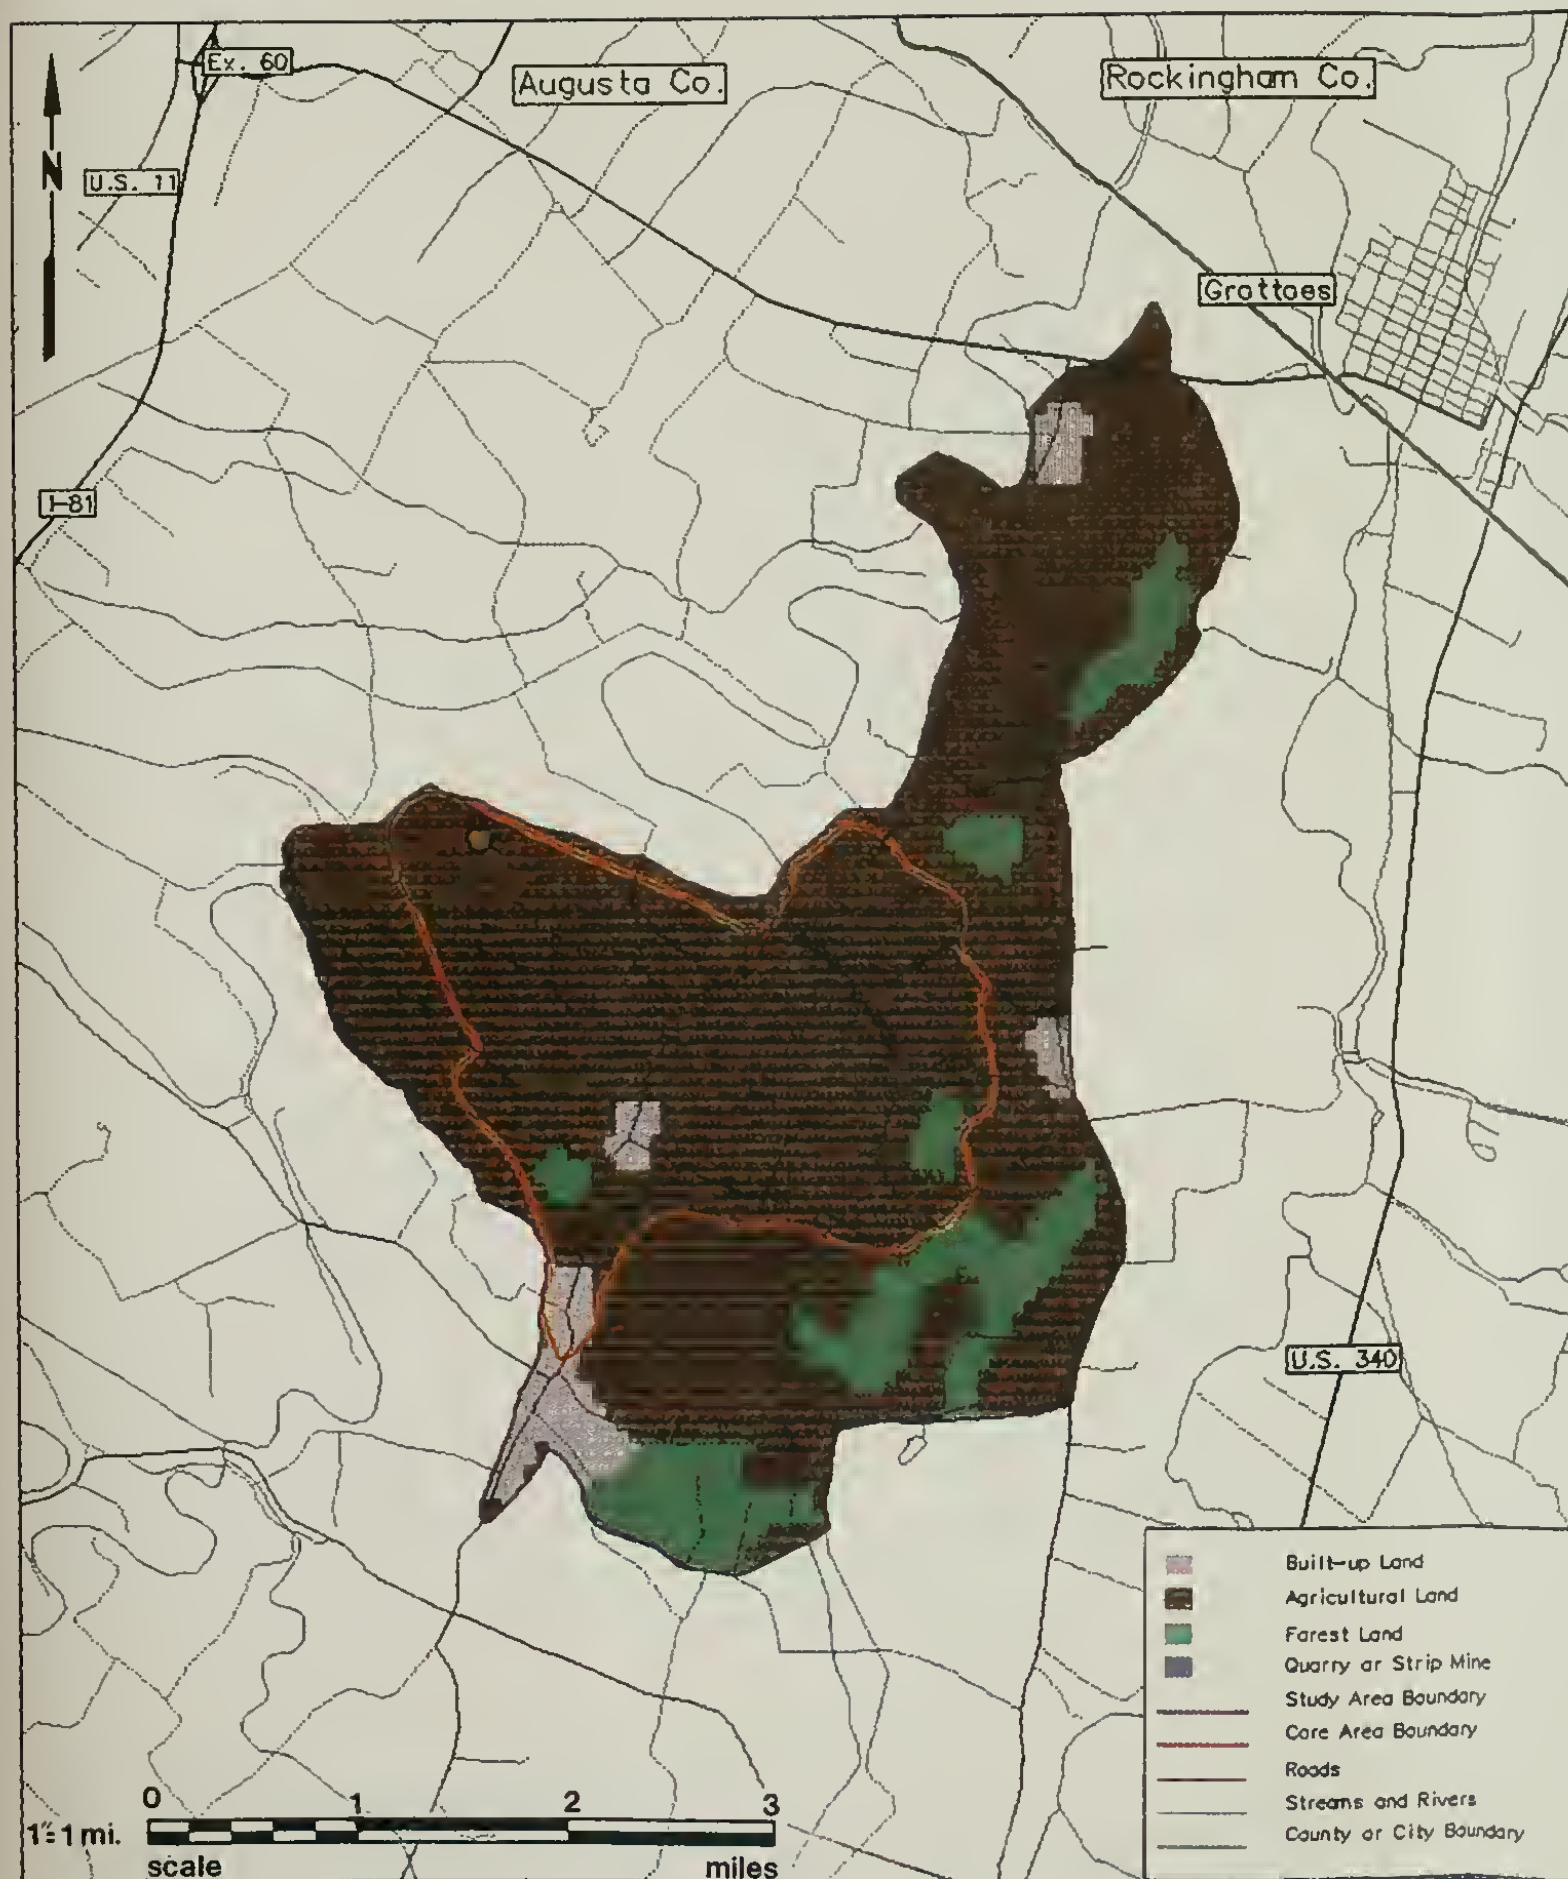 Ex. 60
Augusta Co.
Rockingham Co.
N
U.S. 11
Grottoes
I-81
U.S. 340
Built-up Land
Agricultural Land
Forest Land
Quarry or Strip Mine
Study Area Boundary
Core Area Boundary
Roads
Streams and Rivers
County or City Boundary
0 1 2 3
1"=1 mi.
scale miles